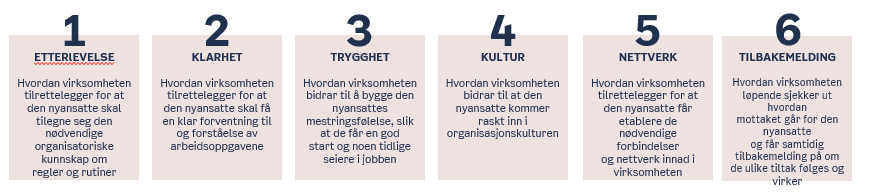 1
ETTERlEVELSE
Hvordan virksomheten
tilrettelegger for at
den nyansatte skal
tilegne seg den
nødvendige
organisatoriske
kunnskap om
regler og rutiner
2
KLARHET
Hvordan virksomheten
tilrettelegger for at
den nyansatte skal få
en klar forventning til
og forståelse av
arbeidsoppgavene
3
TRYGGHET
Hvordan virksomheten
bidrar til å bygge den
nyansattes
mestringsfølelse, slik
at de får en god
start og noen tidlige
seiere i jobben
4
KULTUR
Hvordan virksomheten
bidrar til at den
nyansatte kommer
raskt inn i
organisasjonskulturen
5
NETTVERK
Hvordan virksomheten
tilrettelegger for at
den nyansatte får
etablere de
nødvendige
forbindelser
og nettverk innad i
virksomheten
6
TILBAKEMELDING
Hvordan virksomheten
løpende sjekker ut
hvordan
mottaket går for den
nyansatte
og får samtidig
tilbakemelding på om
de ulike tiltak følges og
virker